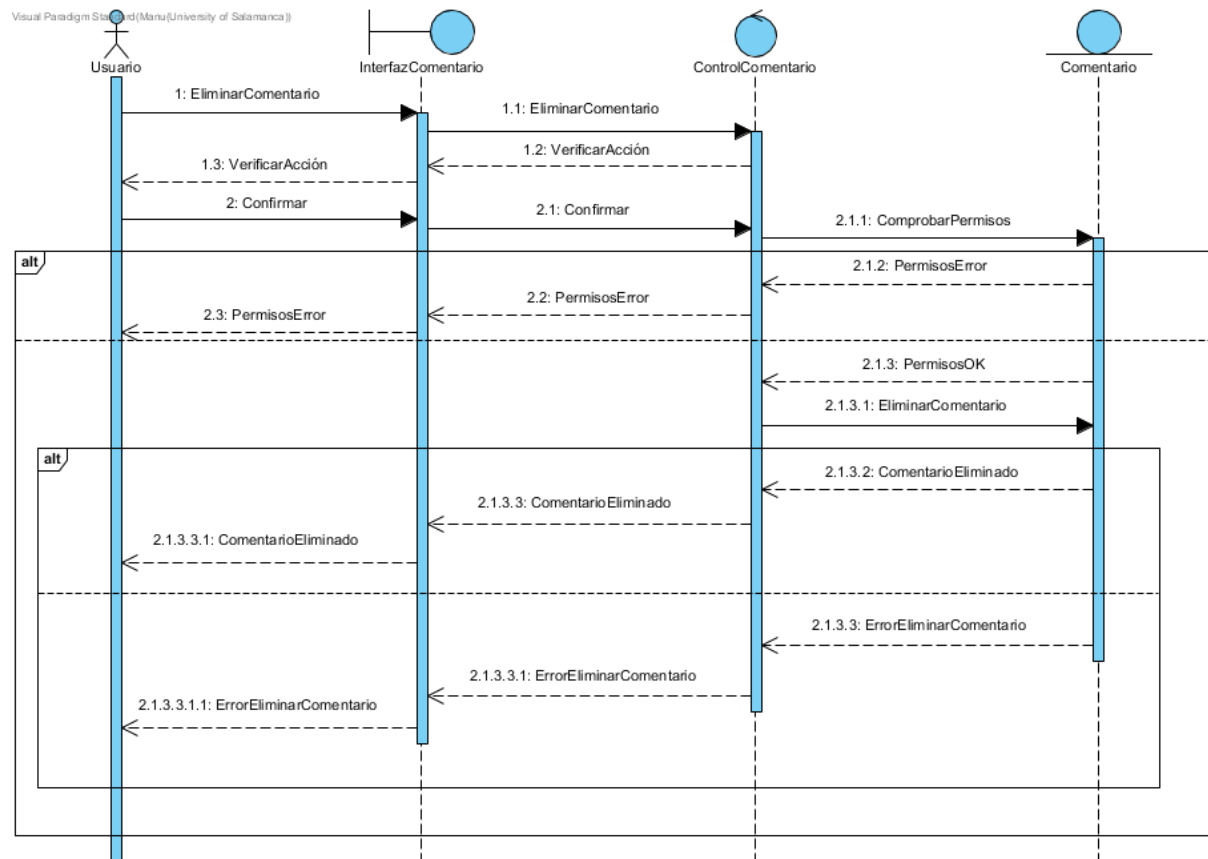 Visual Paradigm Standard(Manu(University of Salamanca))
Usuario
InterfazComentario
ControlComentario
Comentario
1: EliminarComentario
1.1: EliminarComentario
1.2: VerificarAcción
1.3: VerificarAcción
2: Confirmar
2.1: Confirmar
2.1.1: ComprobarPermisos
alt
2.1.2: PermisosError
2.2: PermisosError
2.3: PermisosError
2.1.3: PermisosOK
2.1.3.1: EliminarComentario
alt
2.1.3.2: ComentarioEliminado
2.1.3.3: ComentarioEliminado
2.1.3.3.1: ComentarioEliminado
2.1.3.3: ErrorEliminarComentario
2.1.3.3.1: ErrorEliminarComentario
2.1.3.3.1.1: ErrorEliminarComentario